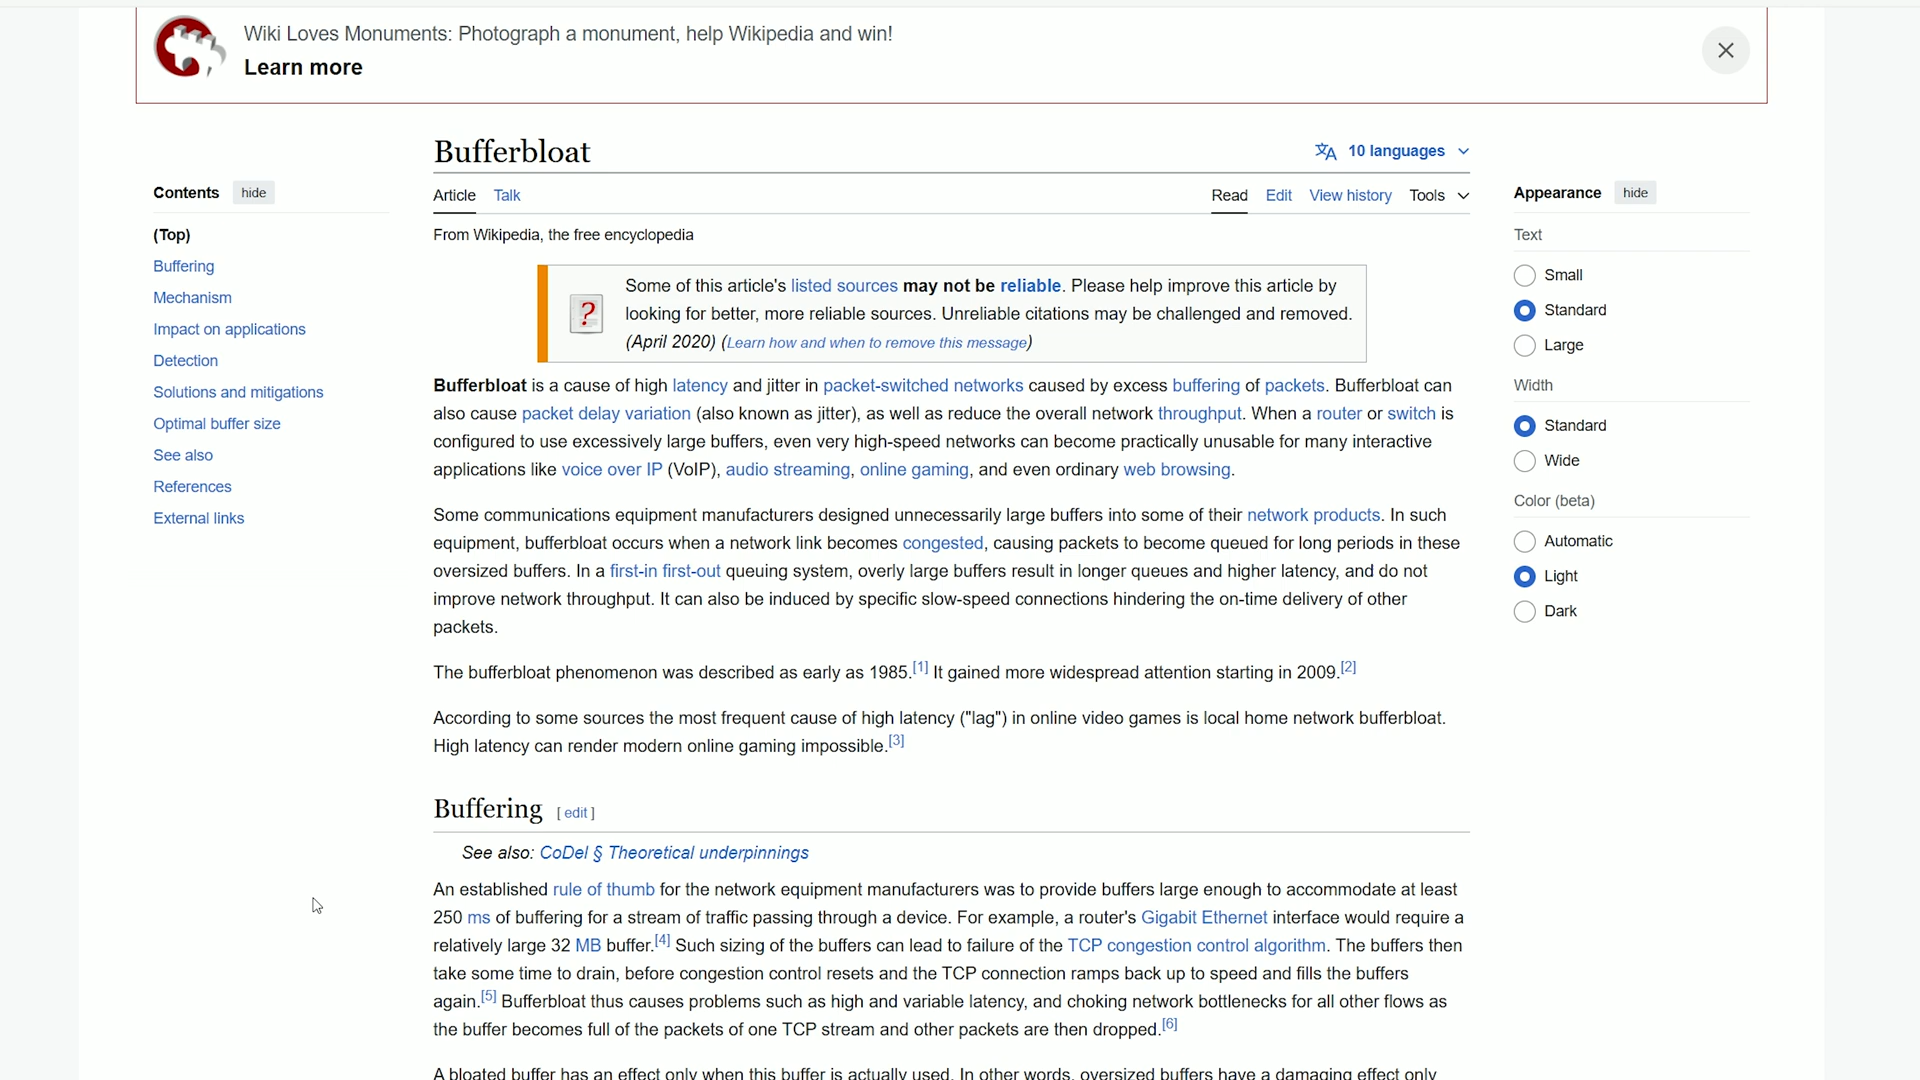 Wiki Loves Monuments: Photograph a monument, help Wikipedia and win!
Learn more
Bufferbloat
10 languages
Contents hide
Article Talk
Read Edit View history Tools
Appearance hide
(Top)
Buffering
Mechanism
Impact on applications
Detection
Solutions and mitigations
Optimal buffer size
See also
References
External links
From Wikipedia, the free encyclopedia
Some of this article's listed sources may not be reliable. Please help improve this article by
looking for better, more reliable sources. Unreliable citations may be challenged and removed.
(April 2020) (Learn how and when to remove this message)
Bufferbloat is a cause of high latency and jitter in packet-switched networks caused by excess buffering of packets. Bufferbloat can
also cause packet delay variation (also known as jitter), as well as reduce the overall network throughput. When a router or switch is
configured to use excessively large buffers, even very high-speed networks can become practically unusable for many interactive
applications like voice over IP (VoIP), audio streaming, online gaming, and even ordinary web browsing.
Some communications equipment manufacturers designed unnecessarily large buffers into some of their network products. In such
equipment, bufferbloat occurs when a network link becomes congested, causing packets to become queued for long periods in these
oversized buffers. In a first-in first-out queuing system, overly large buffers result in longer queues and higher latency, and do not
improve network throughput. It can also be induced by specific slow-speed connections hindering the on-time delivery of other
packets.
The bufferbloat phenomenon was described as early as 1985.[1] It gained more widespread attention starting in 2009.[2]
According to some sources the most frequent cause of high latency ("lag") in online video games is local home network bufferbloat.
High latency can render modern online gaming impossible.[3]
Buffering [ edit ]
See also: CoDel § Theoretical underpinnings
An established rule of thumb for the network equipment manufacturers was to provide buffers large enough to accommodate at least
250 ms of buffering for a stream of traffic passing through a device. For example, a router's Gigabit Ethernet interface would require a
relatively large 32 MB buffer.[4] Such sizing of the buffers can lead to failure of the TCP congestion control algorithm. The buffers then
take some time to drain, before congestion control resets and the TCP connection ramps back up to speed and fills the buffers
again.[5] Bufferbloat thus causes problems such as high and variable latency, and choking network bottlenecks for all other flows as
the buffer becomes full of the packets of one TCP stream and other packets are then dropped.[6]
A bloated buffer has an effect only when this buffer is actually used. In other words, oversized buffers have a damaging effect only
Text
Small
Standard
Large
Width
Standard
Wide
Color (beta)
Automatic
Light
Dark